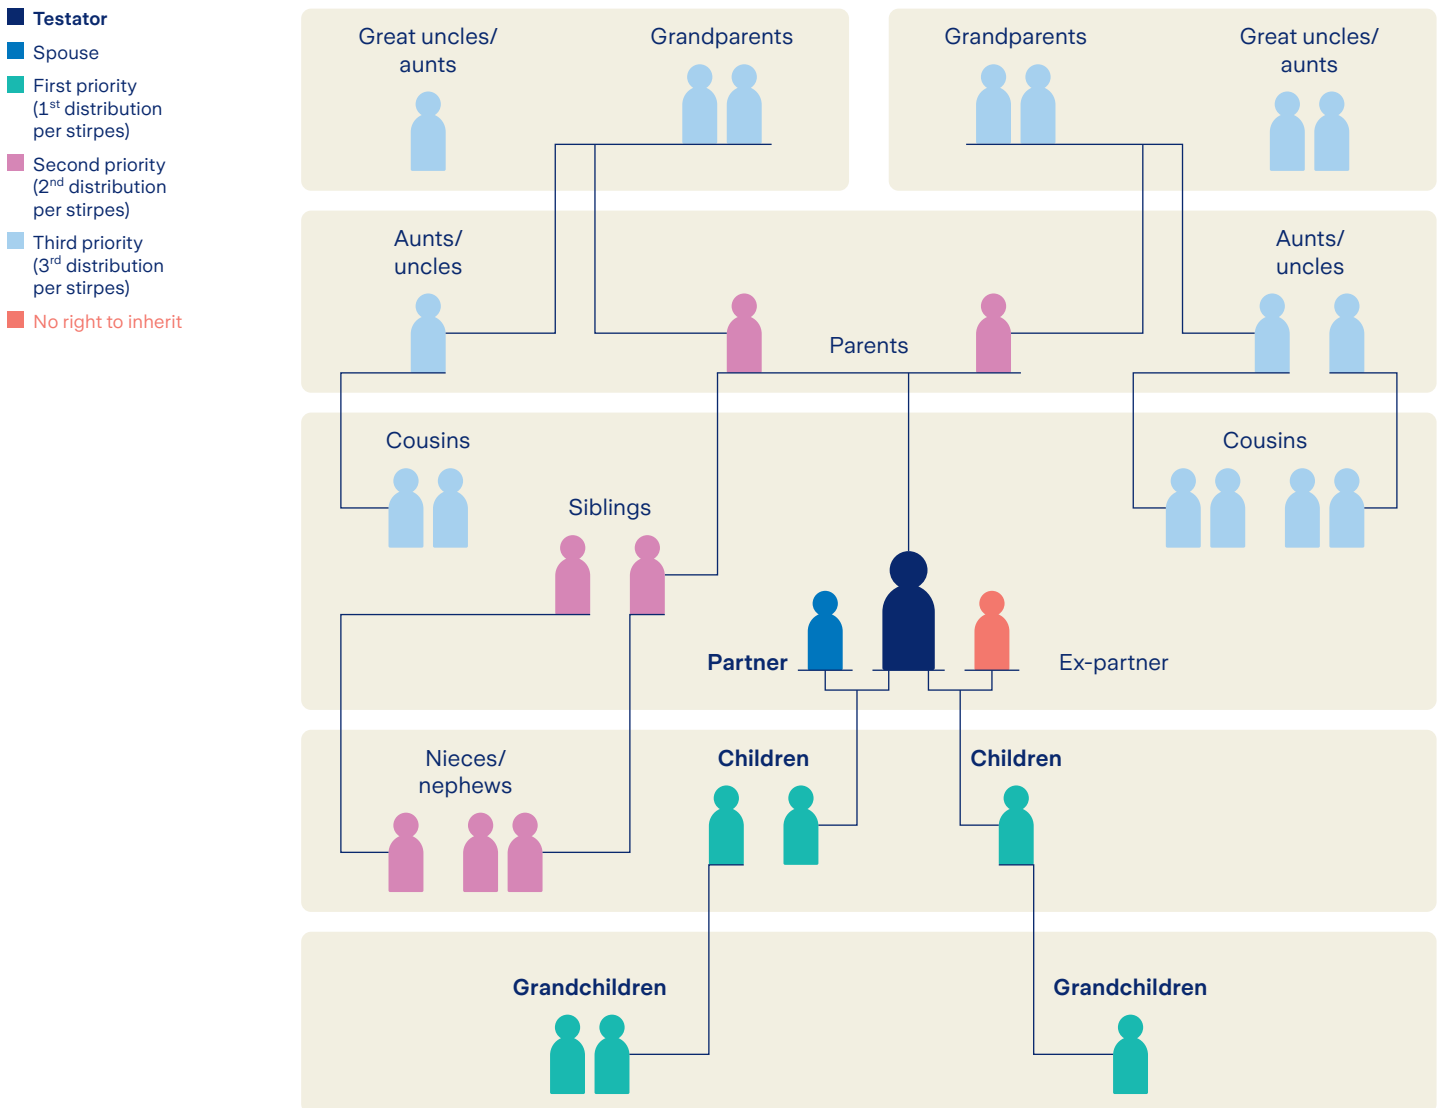 Testator
Spouse
First priority
(1st distribution
per stirpes)
Second priority
(2nd distribution
per stirpes)
Third priority
(3rd distribution
per stirpes)
No right to inherit
Great uncles/
aunts
Grandparents
Grandparents
Great uncles/
aunts
Aunts/
uncles
Parents
Aunts/
uncles
Cousins
Siblings
Cousins
Partner
Ex-partner
Nieces/
nephews
Children
Children
Grandchildren
Grandchildren